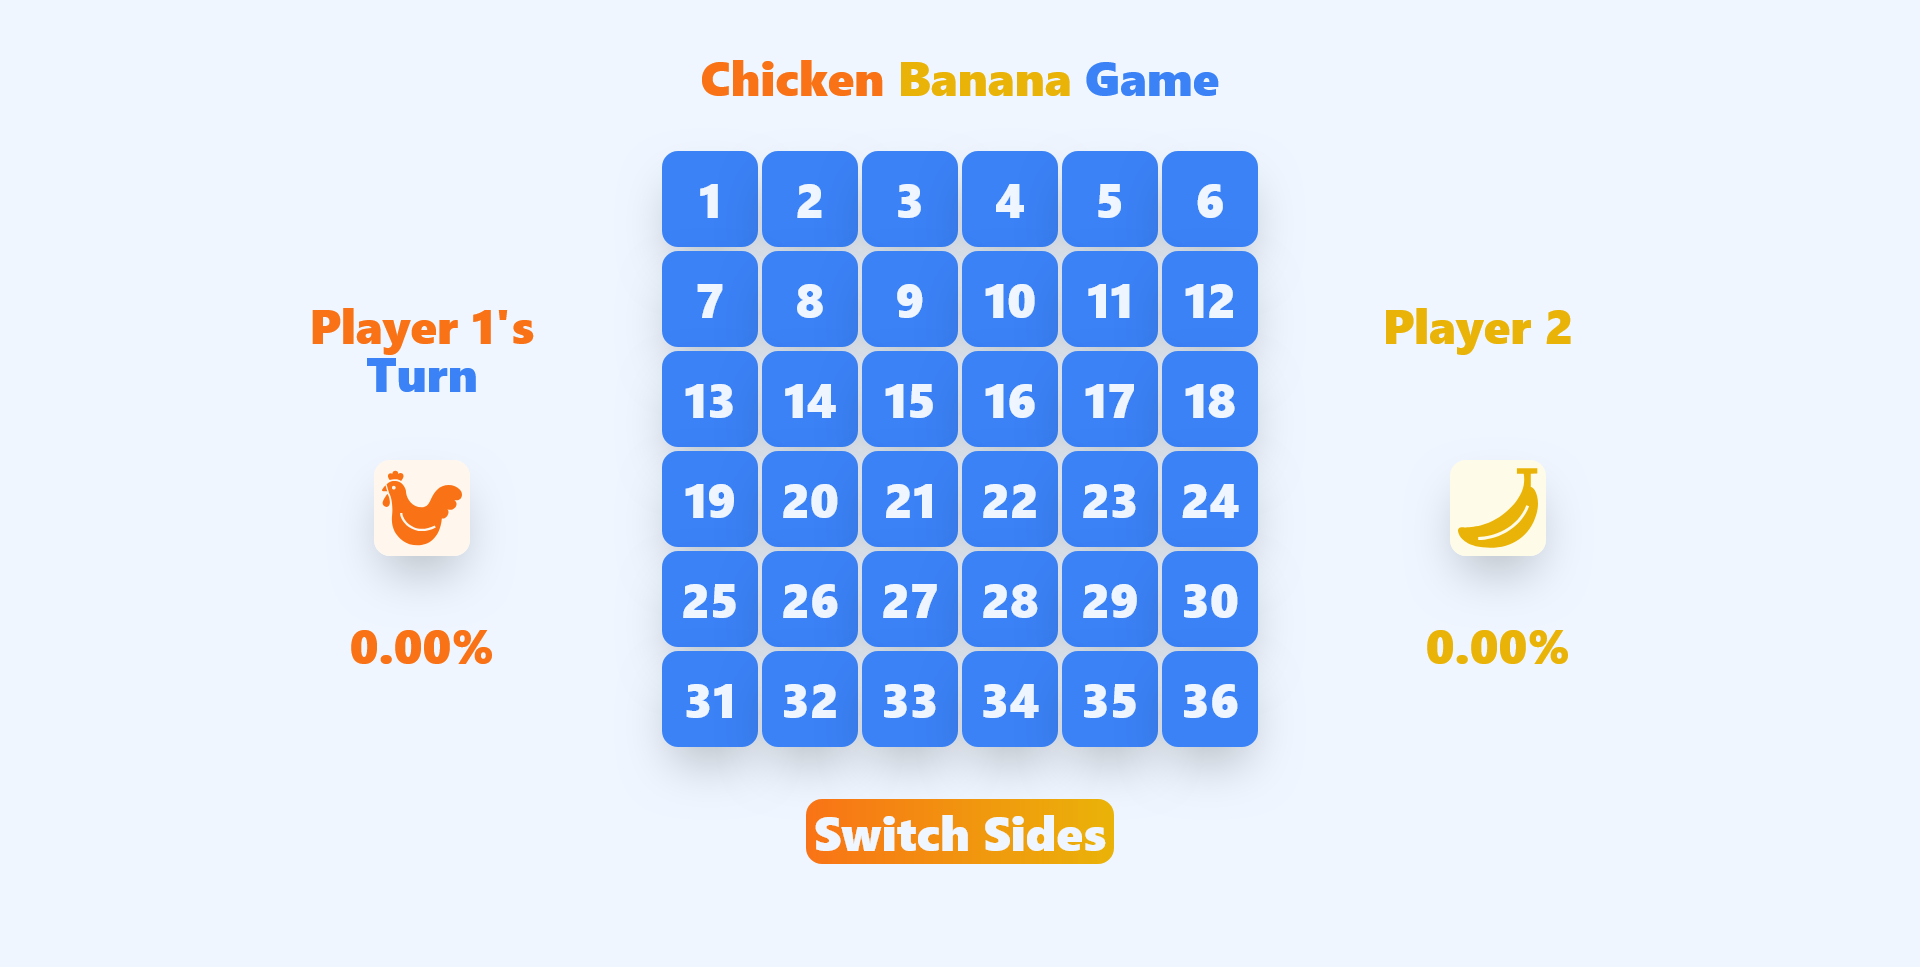 Chicken Banana Game
Player 1's
Turn
0.00%
1 2 3 4 5 6
7 8 9 10 11 12
13 14 15 16 17 18
19 20 21 22 23 24
25 26 27 28 29 30
31 32 33 34 35 36
Player 2
0.00%
Switch Sides